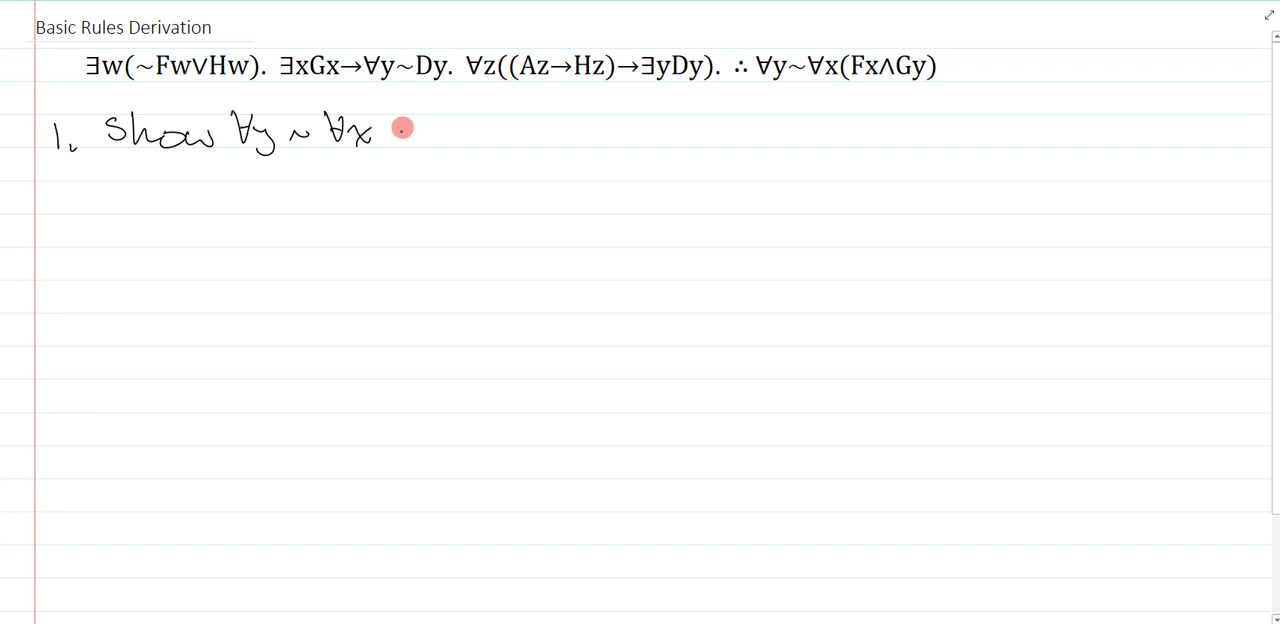 Basic Rules Derivation
∃w(~Fw∨Hw). ∃xGx→∀y~Dy. ∀z((Az→Hz)→∃yDy). ∴ ∀y~∀x(Fx∧Gy)
1. Show ∀y ~ ∀x